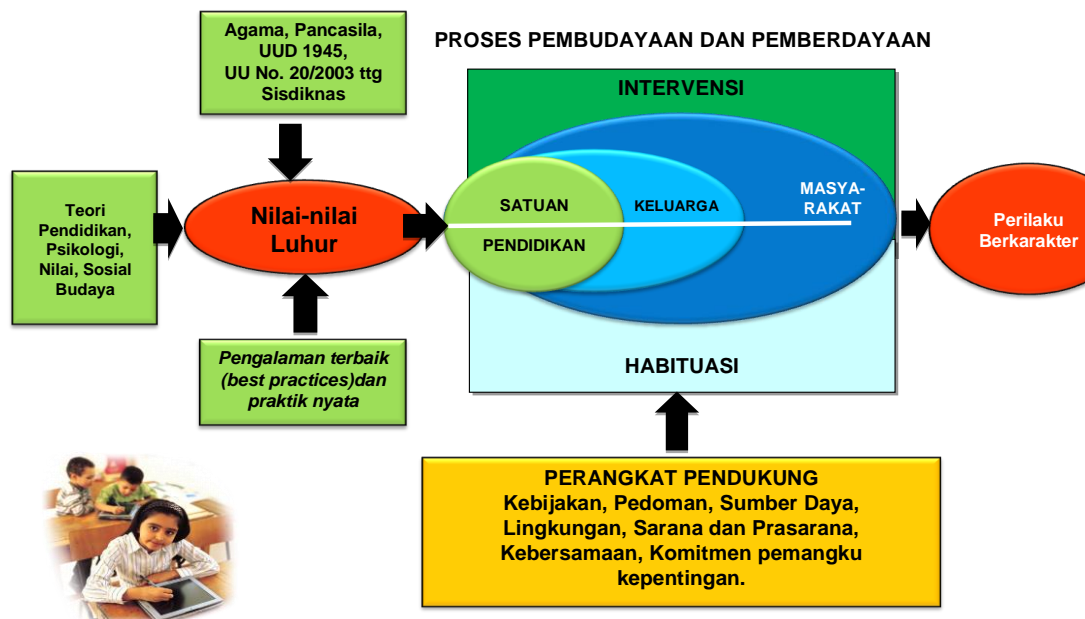 Agama, Pancasila,
UUD 1945,
UU No. 20/2003 ttg
Sisdiknas
PROSES PEMBUDAYAAN DAN PEMBERDAYAAN
INTERVENSI
Teori
Pendidikan,
Psikologi,
Nilai, Sosial
Budaya
Nilai-nilai
Luhur
SATUAN
PENDIDIKAN
KELUARGA
MASYA-
RAKAT
Perilaku
Berkarakter
Pengalaman terbaik
(best practices)dan
praktik nyata
HABITUASI
PERANGKAT PENDUKUNG
Kebijakan, Pedoman, Sumber Daya,
Lingkungan, Sarana dan Prasarana,
Kebersamaan, Komitmen pemangku
kepentingan.